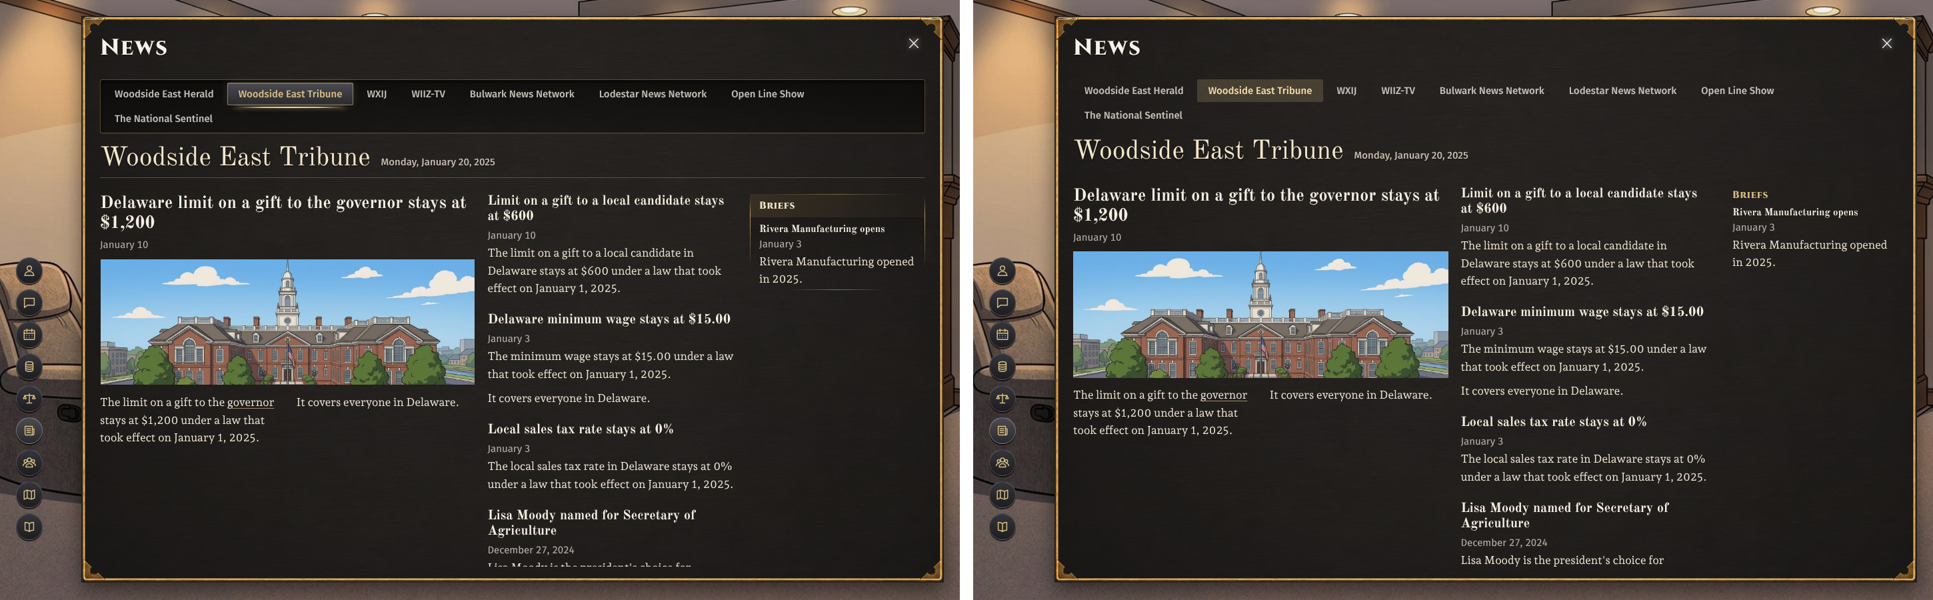 News
Woodside East Herald Woodside East Tribune WXIJ WIIZ-TV Bulwark News Network Lodestar News Network Open Line Show
The National Sentinel
Woodside East Tribune Monday, January 20, 2025
Delaware limit on a gift to the governor stays at
$1,200
January 10
The limit on a gift to the governor
stays at $1,200 under a law that
took effect on January 1, 2025.
It covers everyone in Delaware.
Limit on a gift to a local candidate stays
at $600
January 10
The limit on a gift to a local candidate in
Delaware stays at $600 under a law that took
effect on January 1, 2025.
Delaware minimum wage stays at $15.00
January 3
The minimum wage stays at $15.00 under a law
that took effect on January 1, 2025.
It covers everyone in Delaware.
Local sales tax rate stays at 0%
January 3
The local sales tax rate in Delaware stays at 0%
under a law that took effect on January 1, 2025.
Lisa Moody named for Secretary of
Agriculture
December 27, 2024
Lisa Moody is the president's choice for
Briefs
Rivera Manufacturing opens
January 3
Rivera Manufacturing opened
in 2025.
News
Woodside East Herald Woodside East Tribune WXIJ WIIZ-TV Bulwark News Network Lodestar News Network Open Line Show
The National Sentinel
Woodside East Tribune Monday, January 20, 2025
Delaware limit on a gift to the governor stays at
$1,200
January 10
The limit on a gift to the governor
stays at $1,200 under a law that
took effect on January 1, 2025.
It covers everyone in Delaware.
Limit on a gift to a local candidate stays
at $600
January 10
The limit on a gift to a local candidate in
Delaware stays at $600 under a law that took
effect on January 1, 2025.
Delaware minimum wage stays at $15.00
January 3
The minimum wage stays at $15.00 under a law
that took effect on January 1, 2025.
It covers everyone in Delaware.
Local sales tax rate stays at 0%
January 3
The local sales tax rate in Delaware stays at 0%
under a law that took effect on January 1, 2025.
Lisa Moody named for Secretary of
Agriculture
December 27, 2024
Lisa Moody is the president's choice for
Briefs
Rivera Manufacturing opens
January 3
Rivera Manufacturing opened
in 2025.